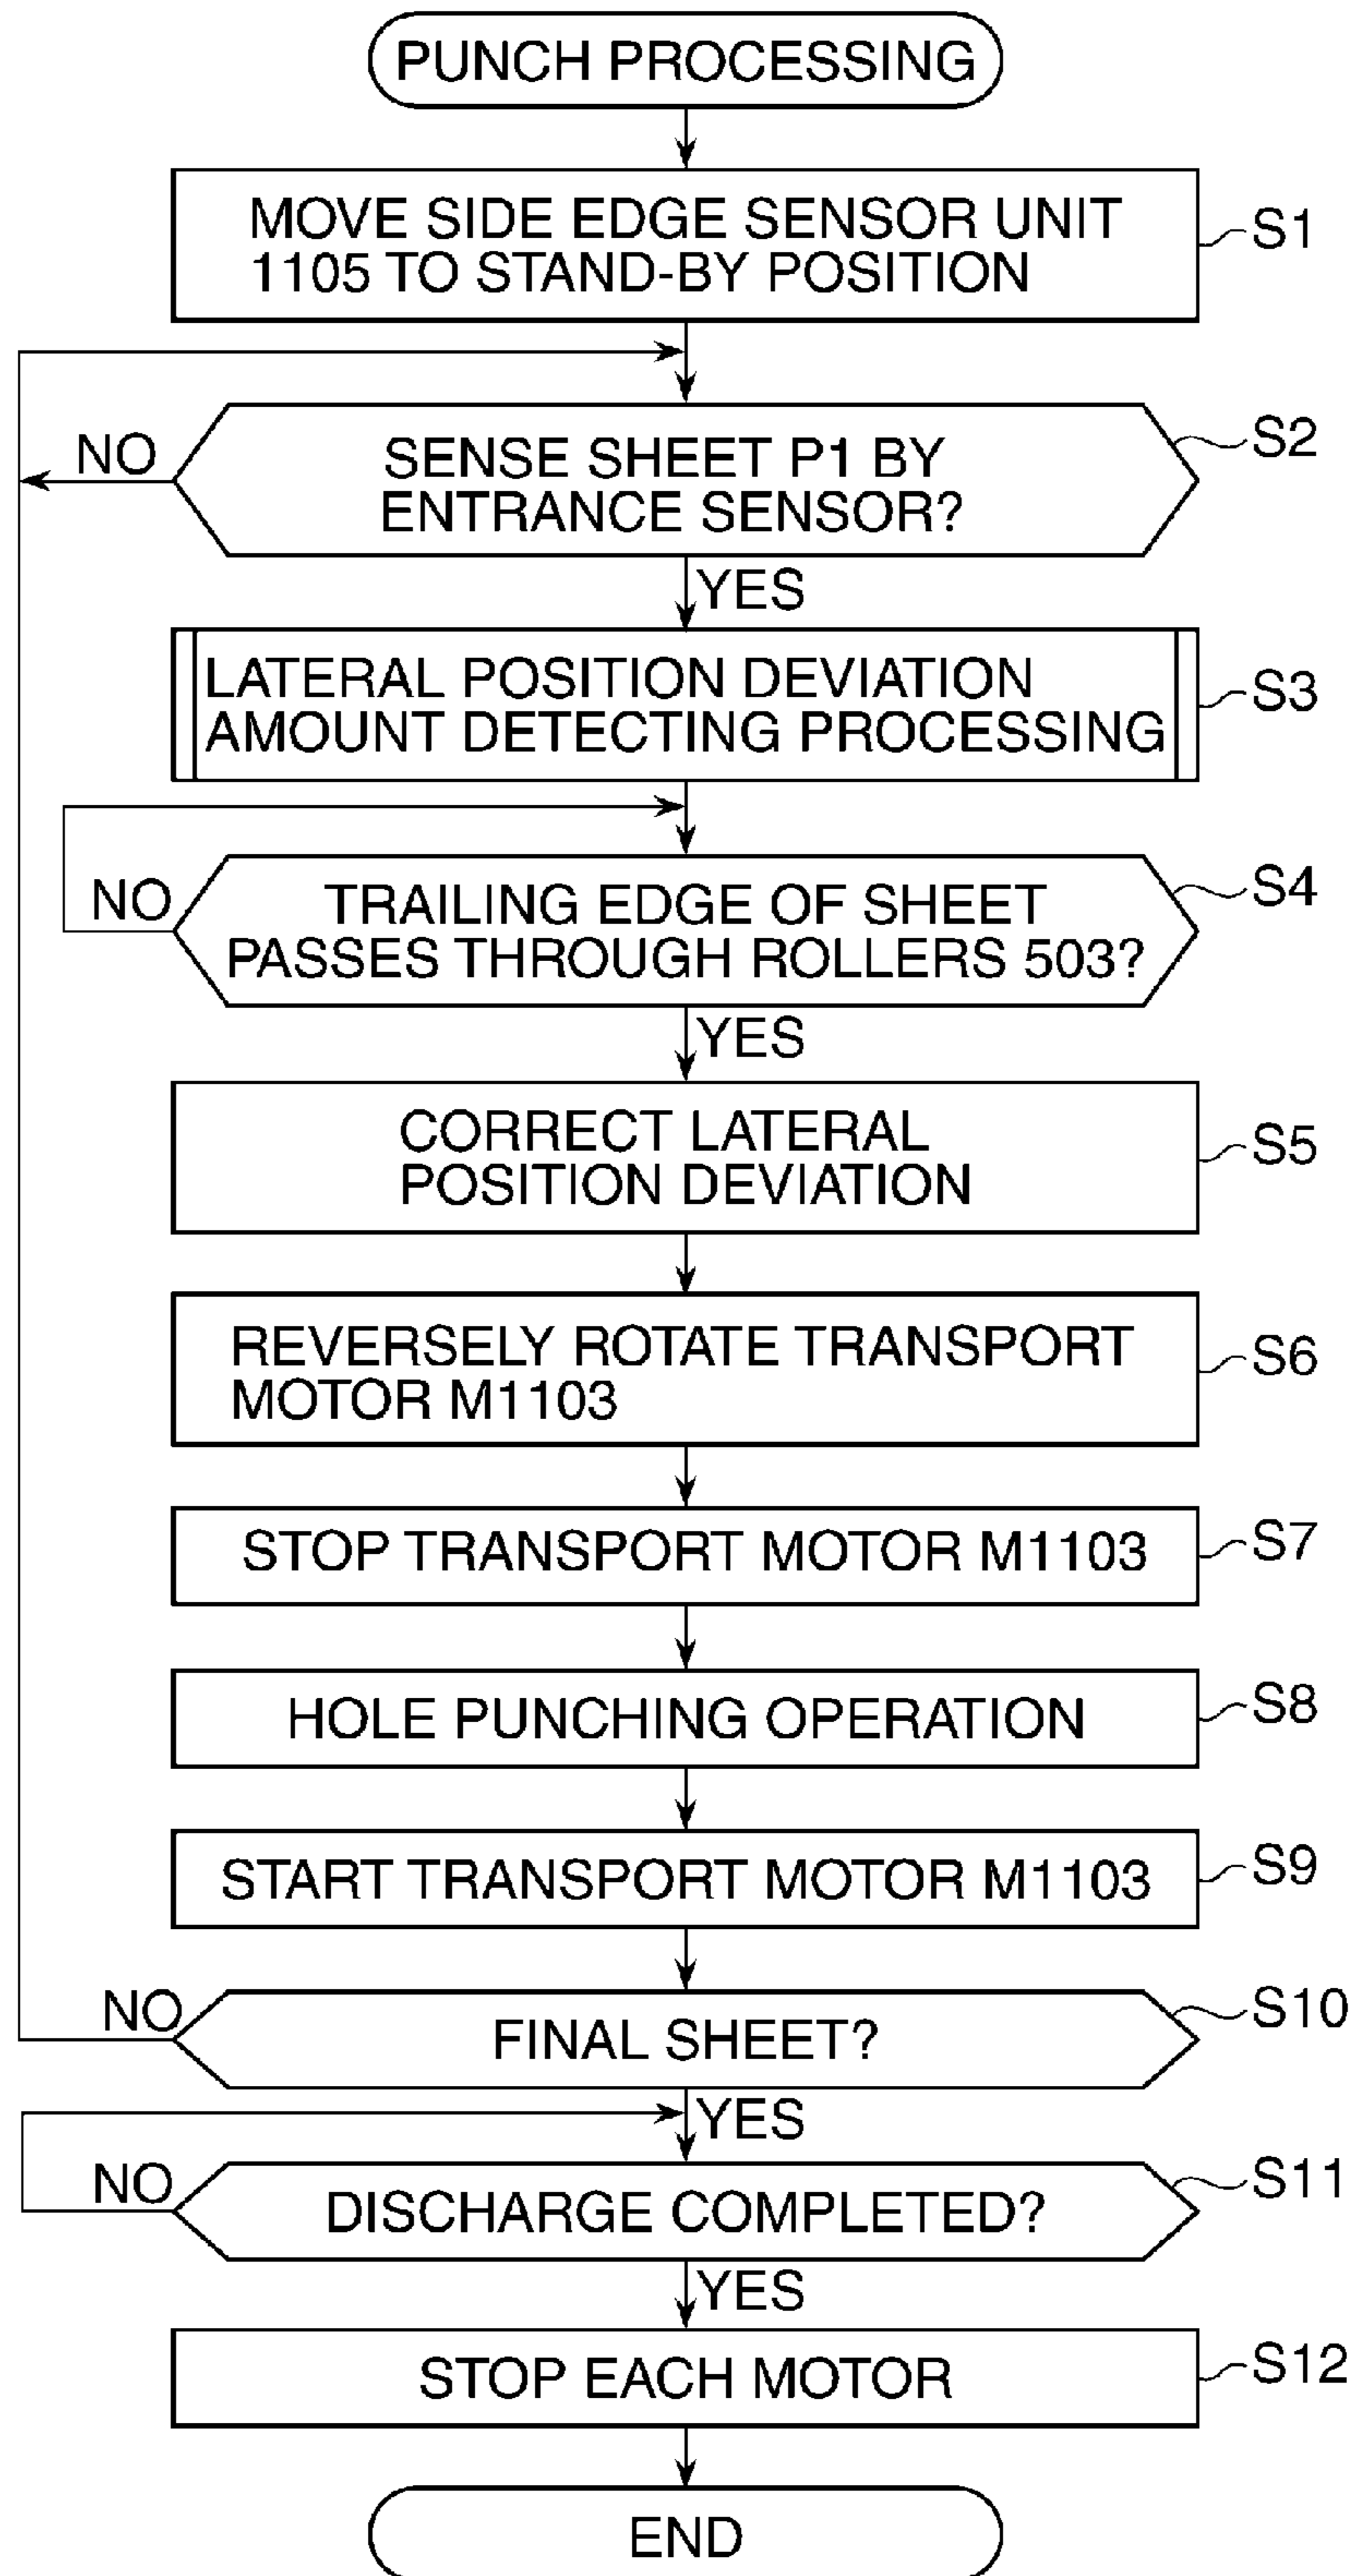 PUNCH PROCESSING
MOVE SIDE EDGE SENSOR UNIT
1105 TO STAND-BY POSITION
S1
NO
SENSE SHEET P1 BY
ENTRANCE SENSOR?
S2
YES
LATERAL POSITION DEVIATION
AMOUNT DETECTING PROCESSING
S3
NO
TRAILING EDGE OF SHEET
PASSES THROUGH ROLLERS 503?
S4
YES
CORRECT LATERAL
POSITION DEVIATION
S5
REVERSELY ROTATE TRANSPORT
MOTOR M1103
S6
STOP TRANSPORT MOTOR M1103
S7
HOLE PUNCHING OPERATION
S8
START TRANSPORT MOTOR M1103
S9
NO
FINAL SHEET?
S10
YES
NO
DISCHARGE COMPLETED?
S11
YES
STOP EACH MOTOR
S12
END